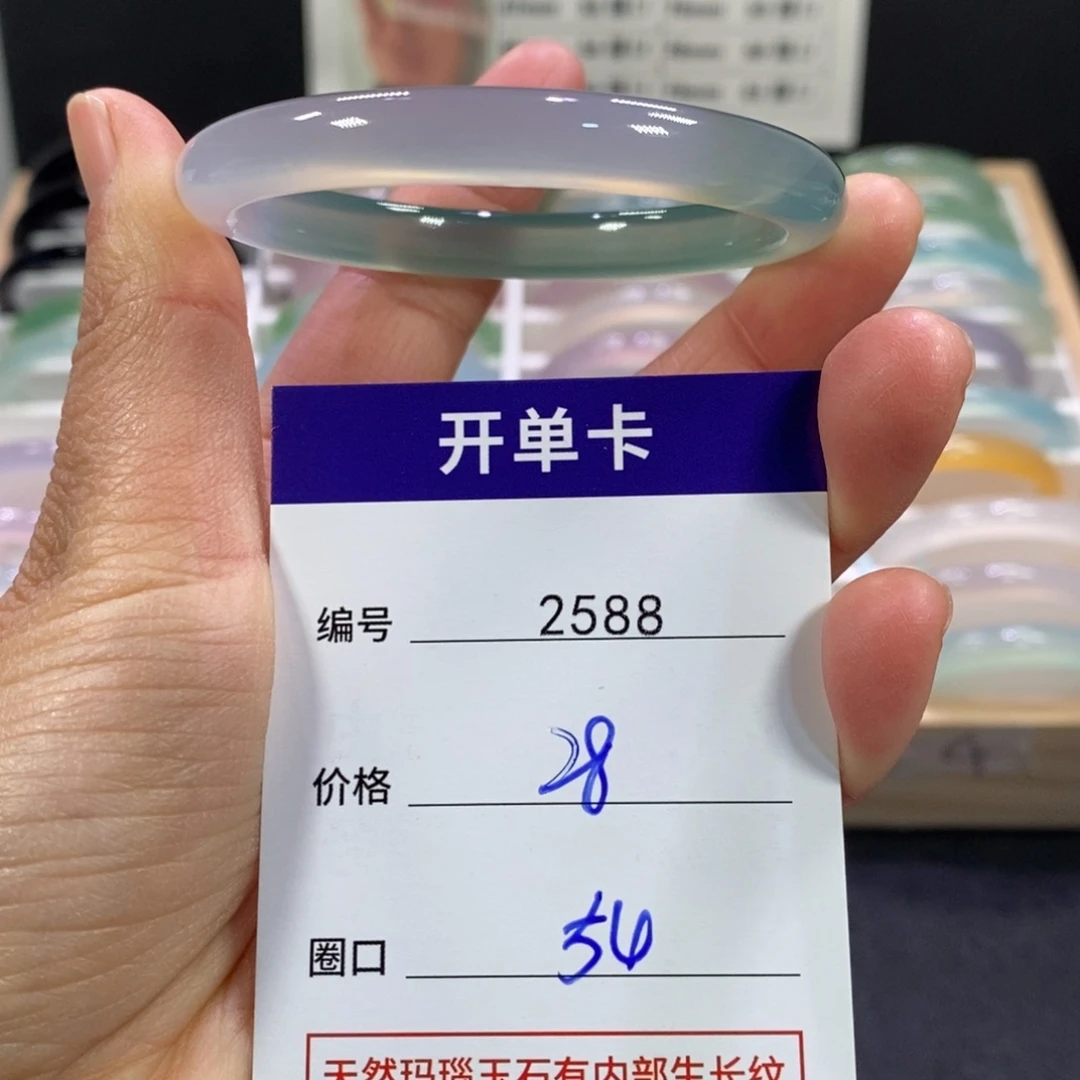 开单卡
编号 2588
价格 28
圈口 56
天然玛瑙玉石有内部生长纹